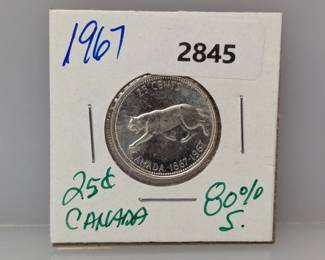 1967
2845
25 CENTS
CANADA 1867-1967
25¢
CANADA
80%
S.